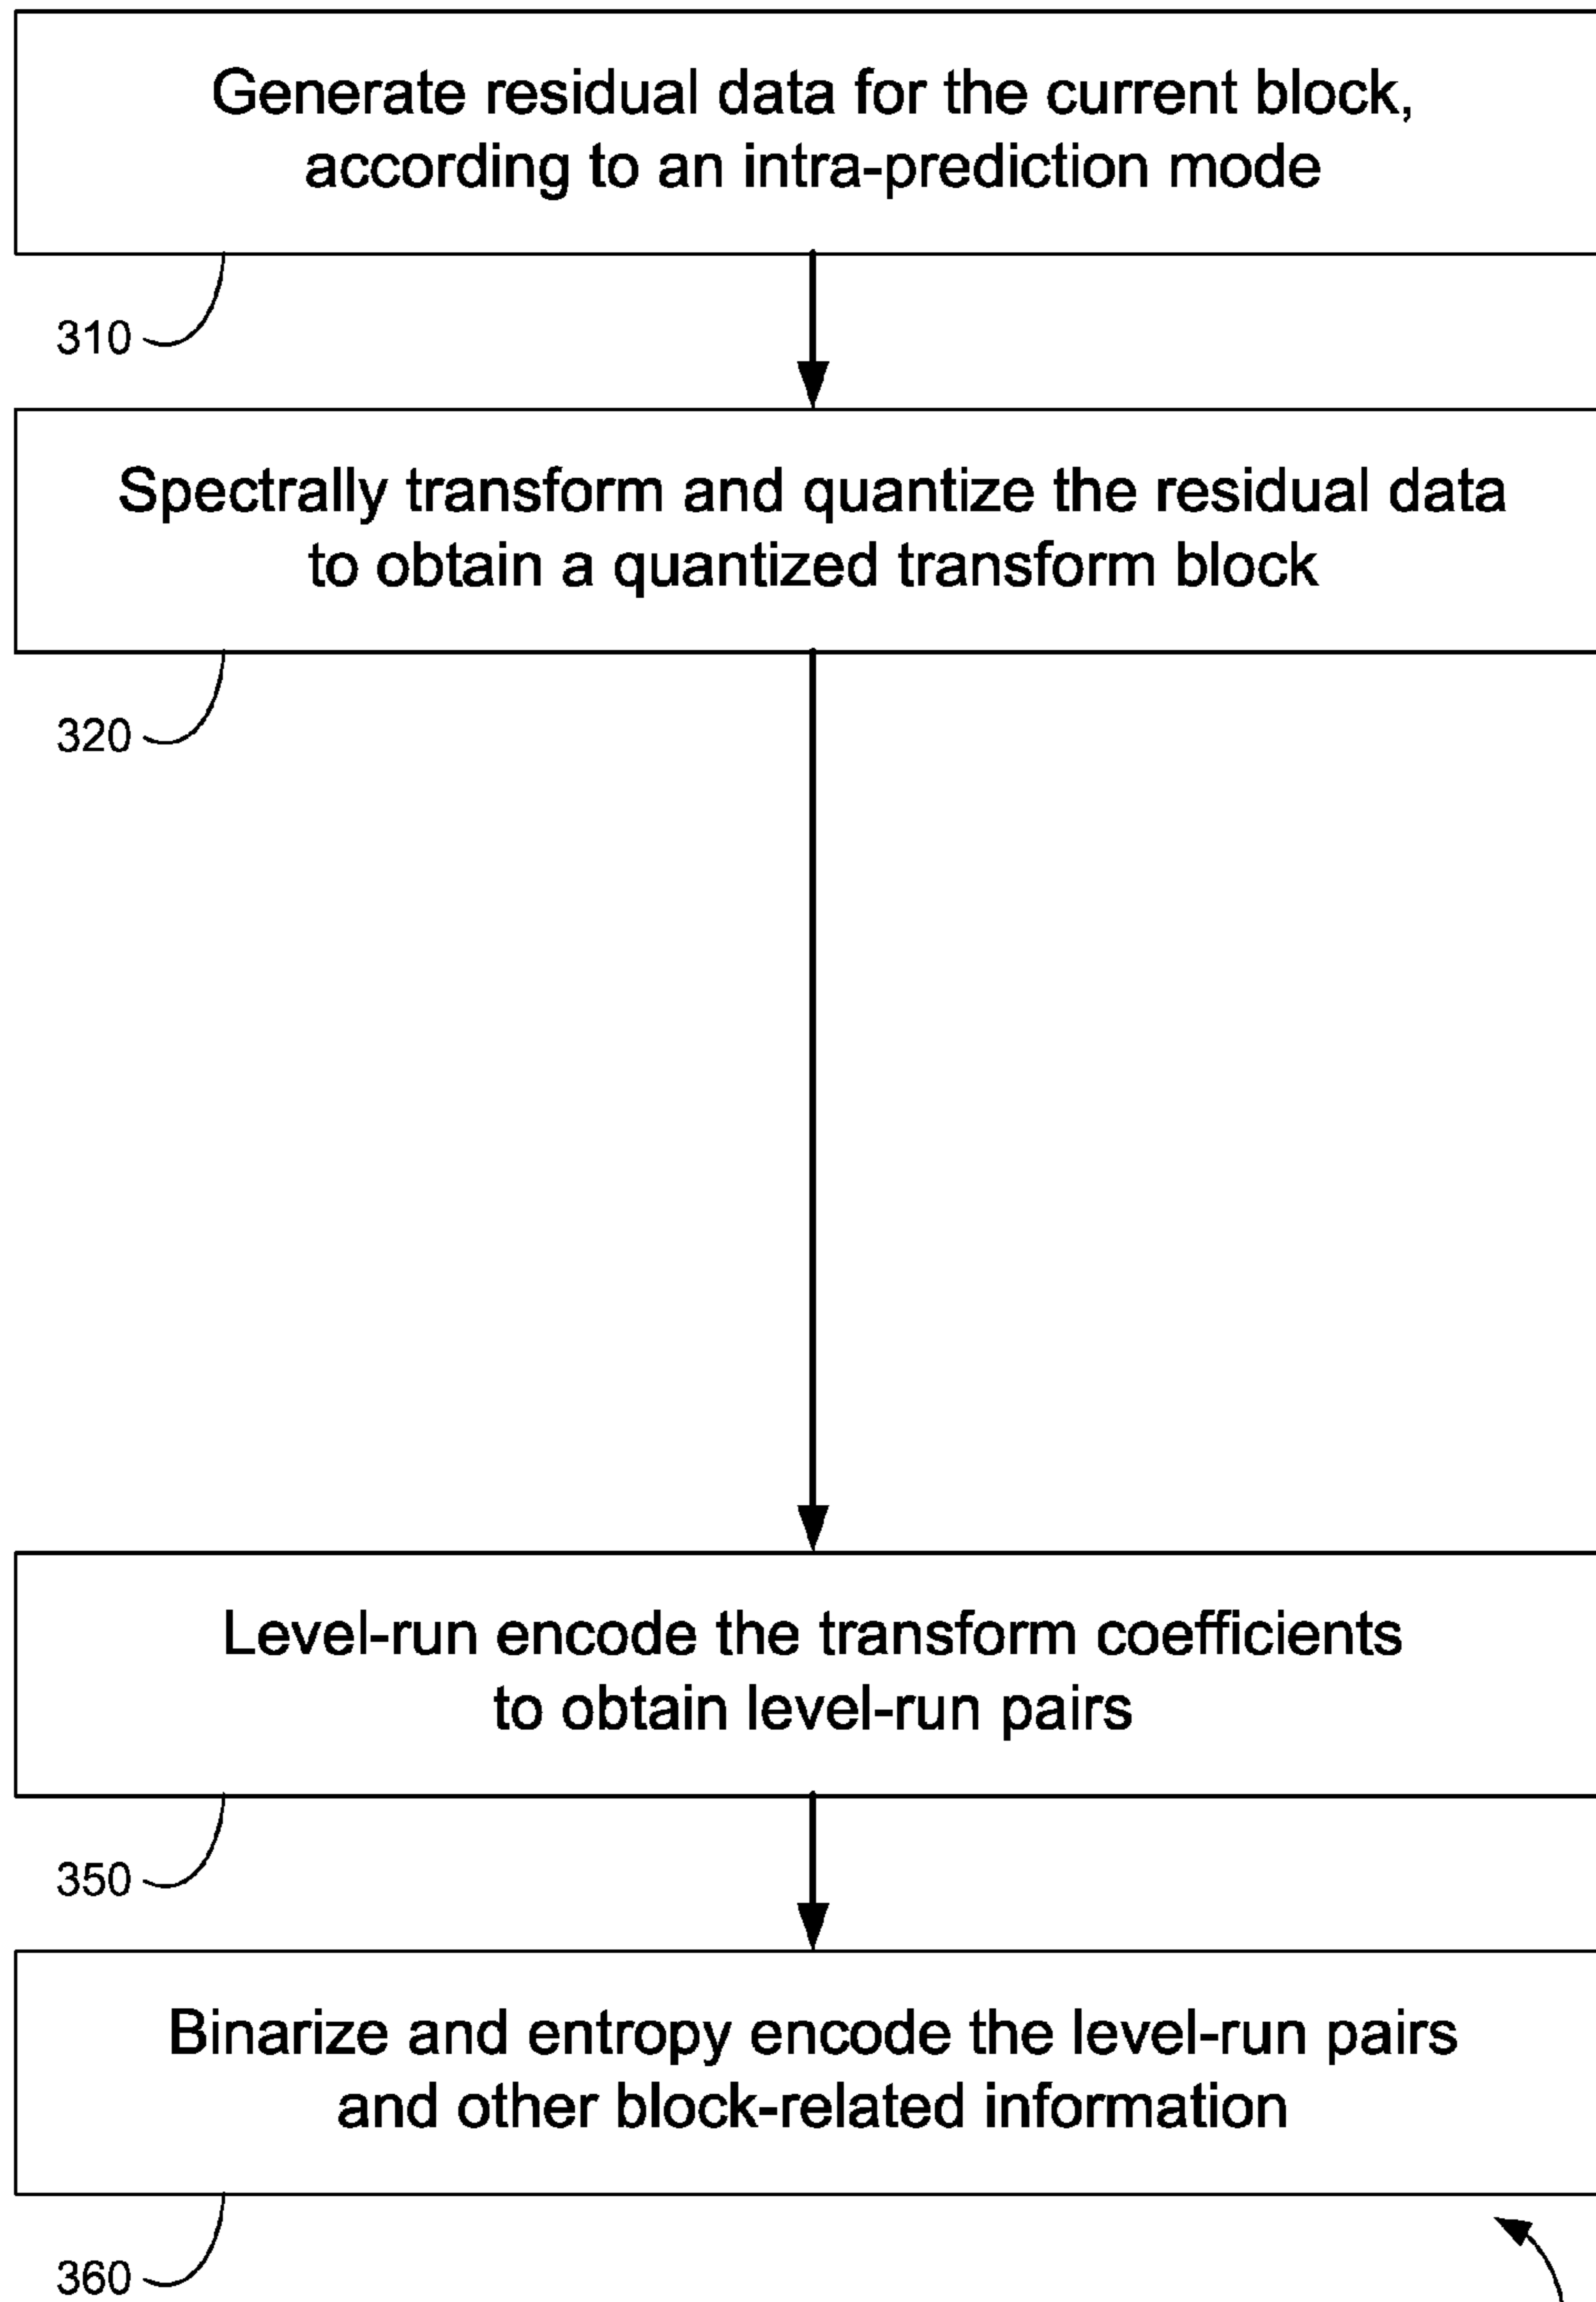 Generate residual data for the current block,
according to an intra-prediction mode
310
Spectrally transform and quantize the residual data
to obtain a quantized transform block
320
Level-run encode the transform coefficients
to obtain level-run pairs
350
Binarize and entropy encode the level-run pairs
and other block-related information
360